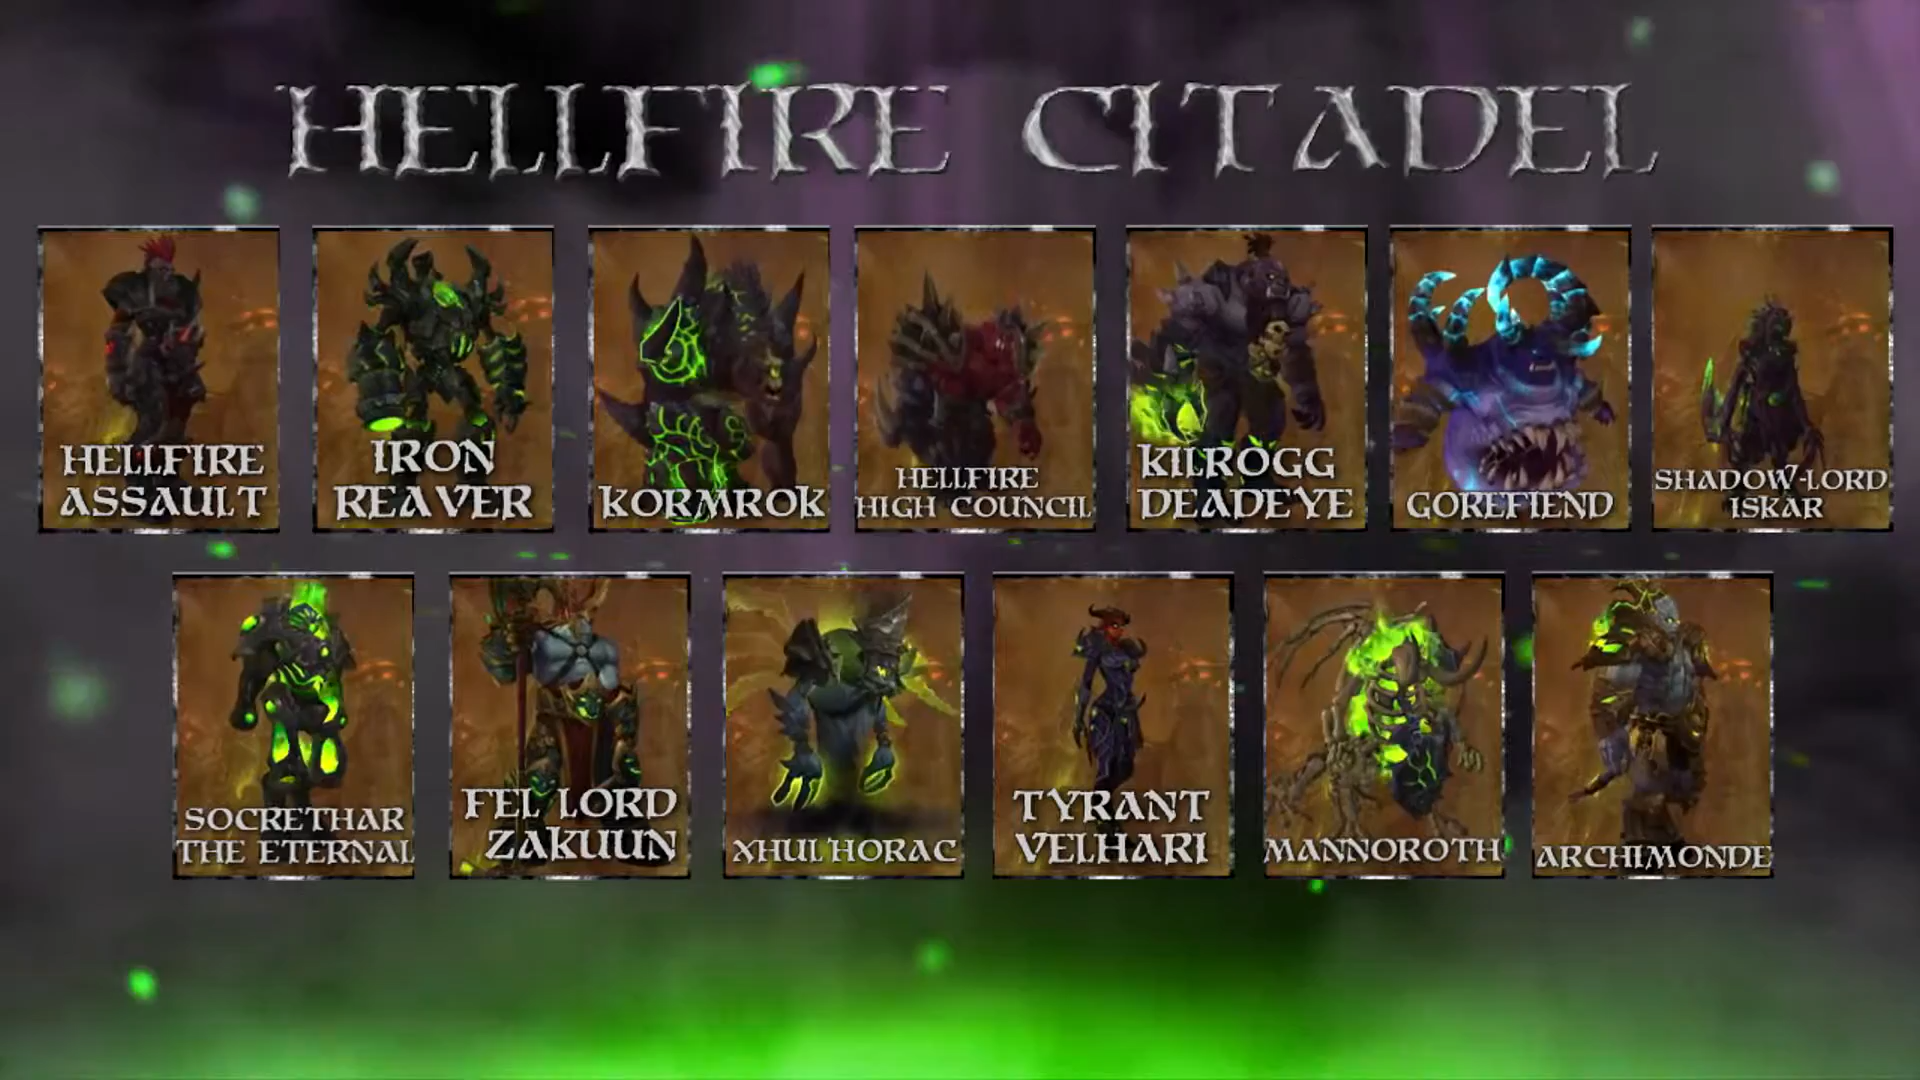 HELLFIRE CITADEL
HELLFIRE
ASSAULT
IRON
REAVER
KORMROK
HELLFIRE
HIGH COUNCIL
KILROGG
DEADEYE
GOREFIEND
SHADOW-LORD
ISKAR
SOCRETHAR
THE ETERNAL
FEL LORD
ZAKUUN
XHUL'HORAC
TYRANT
VELHARI
MANNOROTH
ARCHIMONDE